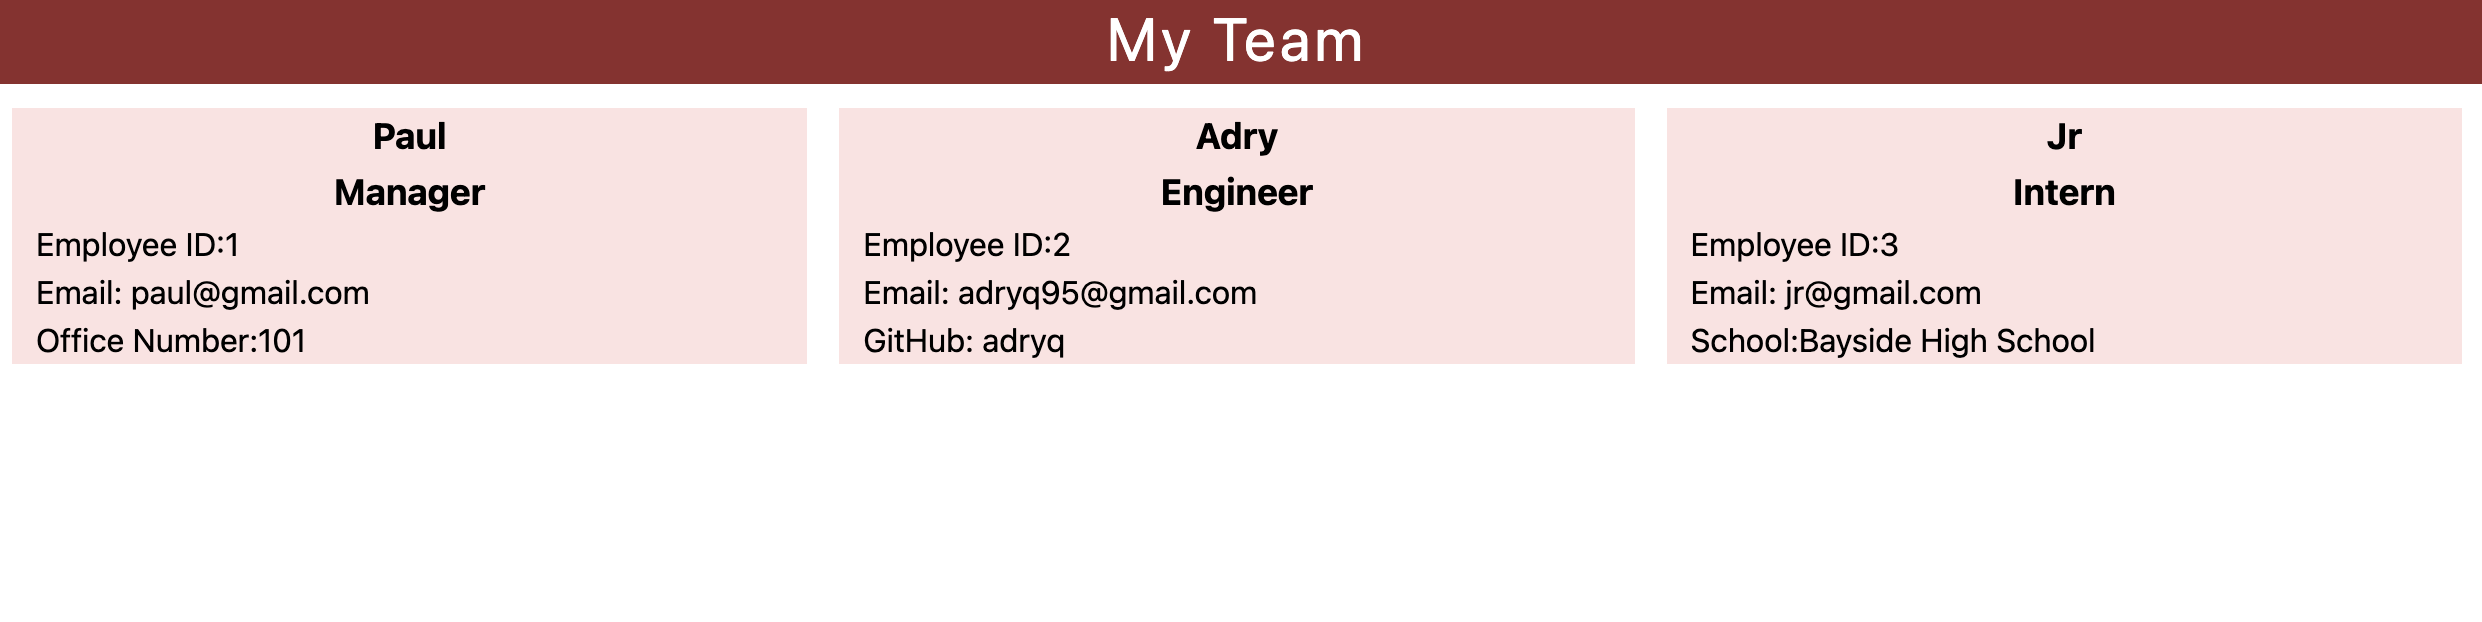 My Team
Paul
Manager
Employee ID:1
Email: paul@gmail.com
Office Number:101
Adry
Engineer
Employee ID:2
Email: adryq95@gmail.com
GitHub: adryq
Jr
Intern
Employee ID:3
Email: jr@gmail.com
School:Bayside High School